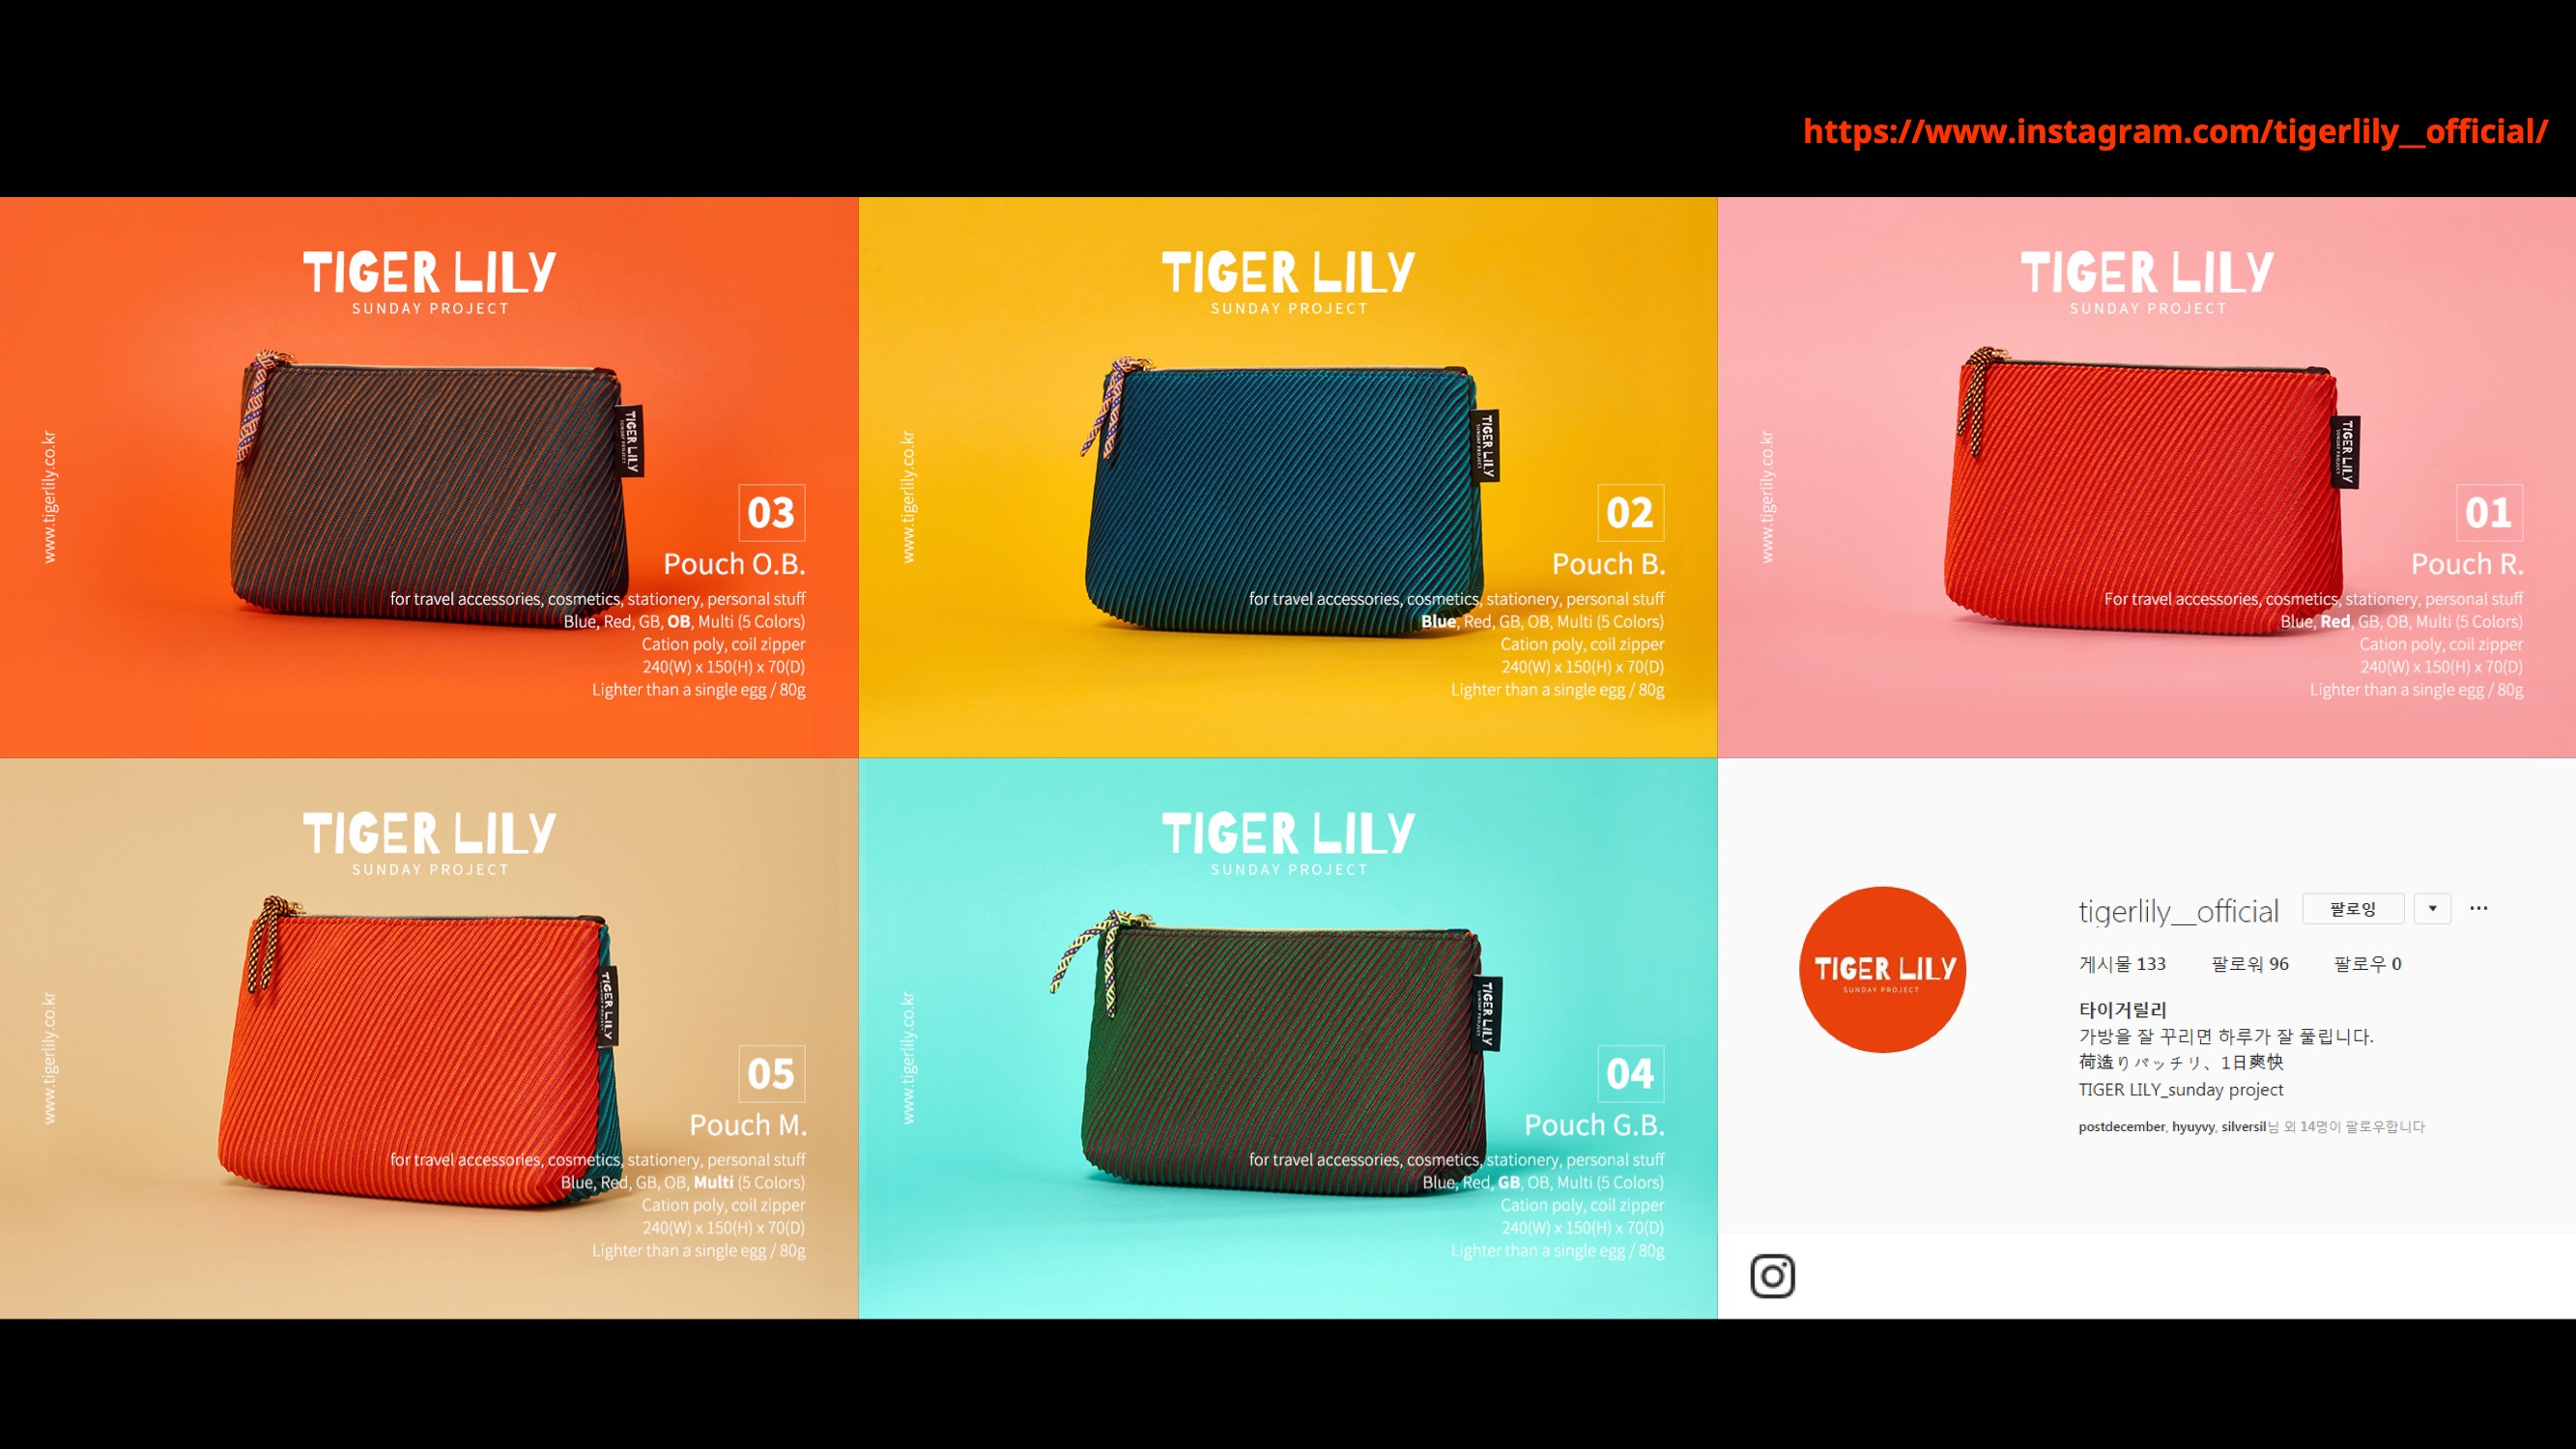 https://www.instagram.com/tigerlily__official/
TIGER LILY
SUNDAY PROJECT
www.tigerlily.co.kr
TIGER LILY
SUNDAY PROJECT
03
Pouch O.B.
for travel accessories, cosmetics, stationery, personal stuff
Blue, Red, GB, OB, Multi (5 Colors)
Cation poly, coil zipper
240(W) x 150(H) x 70(D)
Lighter than a single egg / 80g
TIGER LILY
SUNDAY PROJECT
www.tigerlily.co.kr
TIGER LILY
SUNDAY PROJECT
02
Pouch B.
for travel accessories, cosmetics, stationery, personal stuff
Blue, Red, GB, OB, Multi (5 Colors)
Cation poly, coil zipper
240(W) x 150(H) x 70(D)
Lighter than a single egg / 80g
TIGER LILY
SUNDAY PROJECT
www.tigerlily.co.kr
TIGER LILY
SUNDAY PROJECT
01
Pouch R.
For travel accessories, cosmetics, stationery, personal stuff
Blue, Red, GB, OB, Multi (5 Colors)
Cation poly, coil zipper
240(W) x 150(H) x 70(D)
Lighter than a single egg / 80g
TIGER LILY
SUNDAY PROJECT
www.tigerlily.co.kr
TIGER LILY
SUNDAY PROJECT
05
Pouch M.
for travel accessories, cosmetics, stationery, personal stuff
Blue, Red, GB, OB, Multi (5 Colors)
Cation poly, coil zipper
240(W) x 150(H) x 70(D)
Lighter than a single egg / 80g
TIGER LILY
SUNDAY PROJECT
www.tigerlily.co.kr
TIGER LILY
SUNDAY PROJECT
04
Pouch G.B.
for travel accessories, cosmetics, stationery, personal stuff
Blue, Red, GB, OB, Multi (5 Colors)
Cation poly, coil zipper
240(W) x 150(H) x 70(D)
Lighter than a single egg / 80g
TIGER LILY
SUNDAY PROJECT
tigerlily__official 팔로잉 ▼ ···
게시물 133 팔로워 96 팔로우 0
타이거릴리
가방을 잘 꾸리면 하루가 잘 풀립니다.
荷造りバッチリ、1日爽快
TIGER LILY_sunday project
postdecember, hyuyvy, silversil님 외 14명이 팔로우합니다